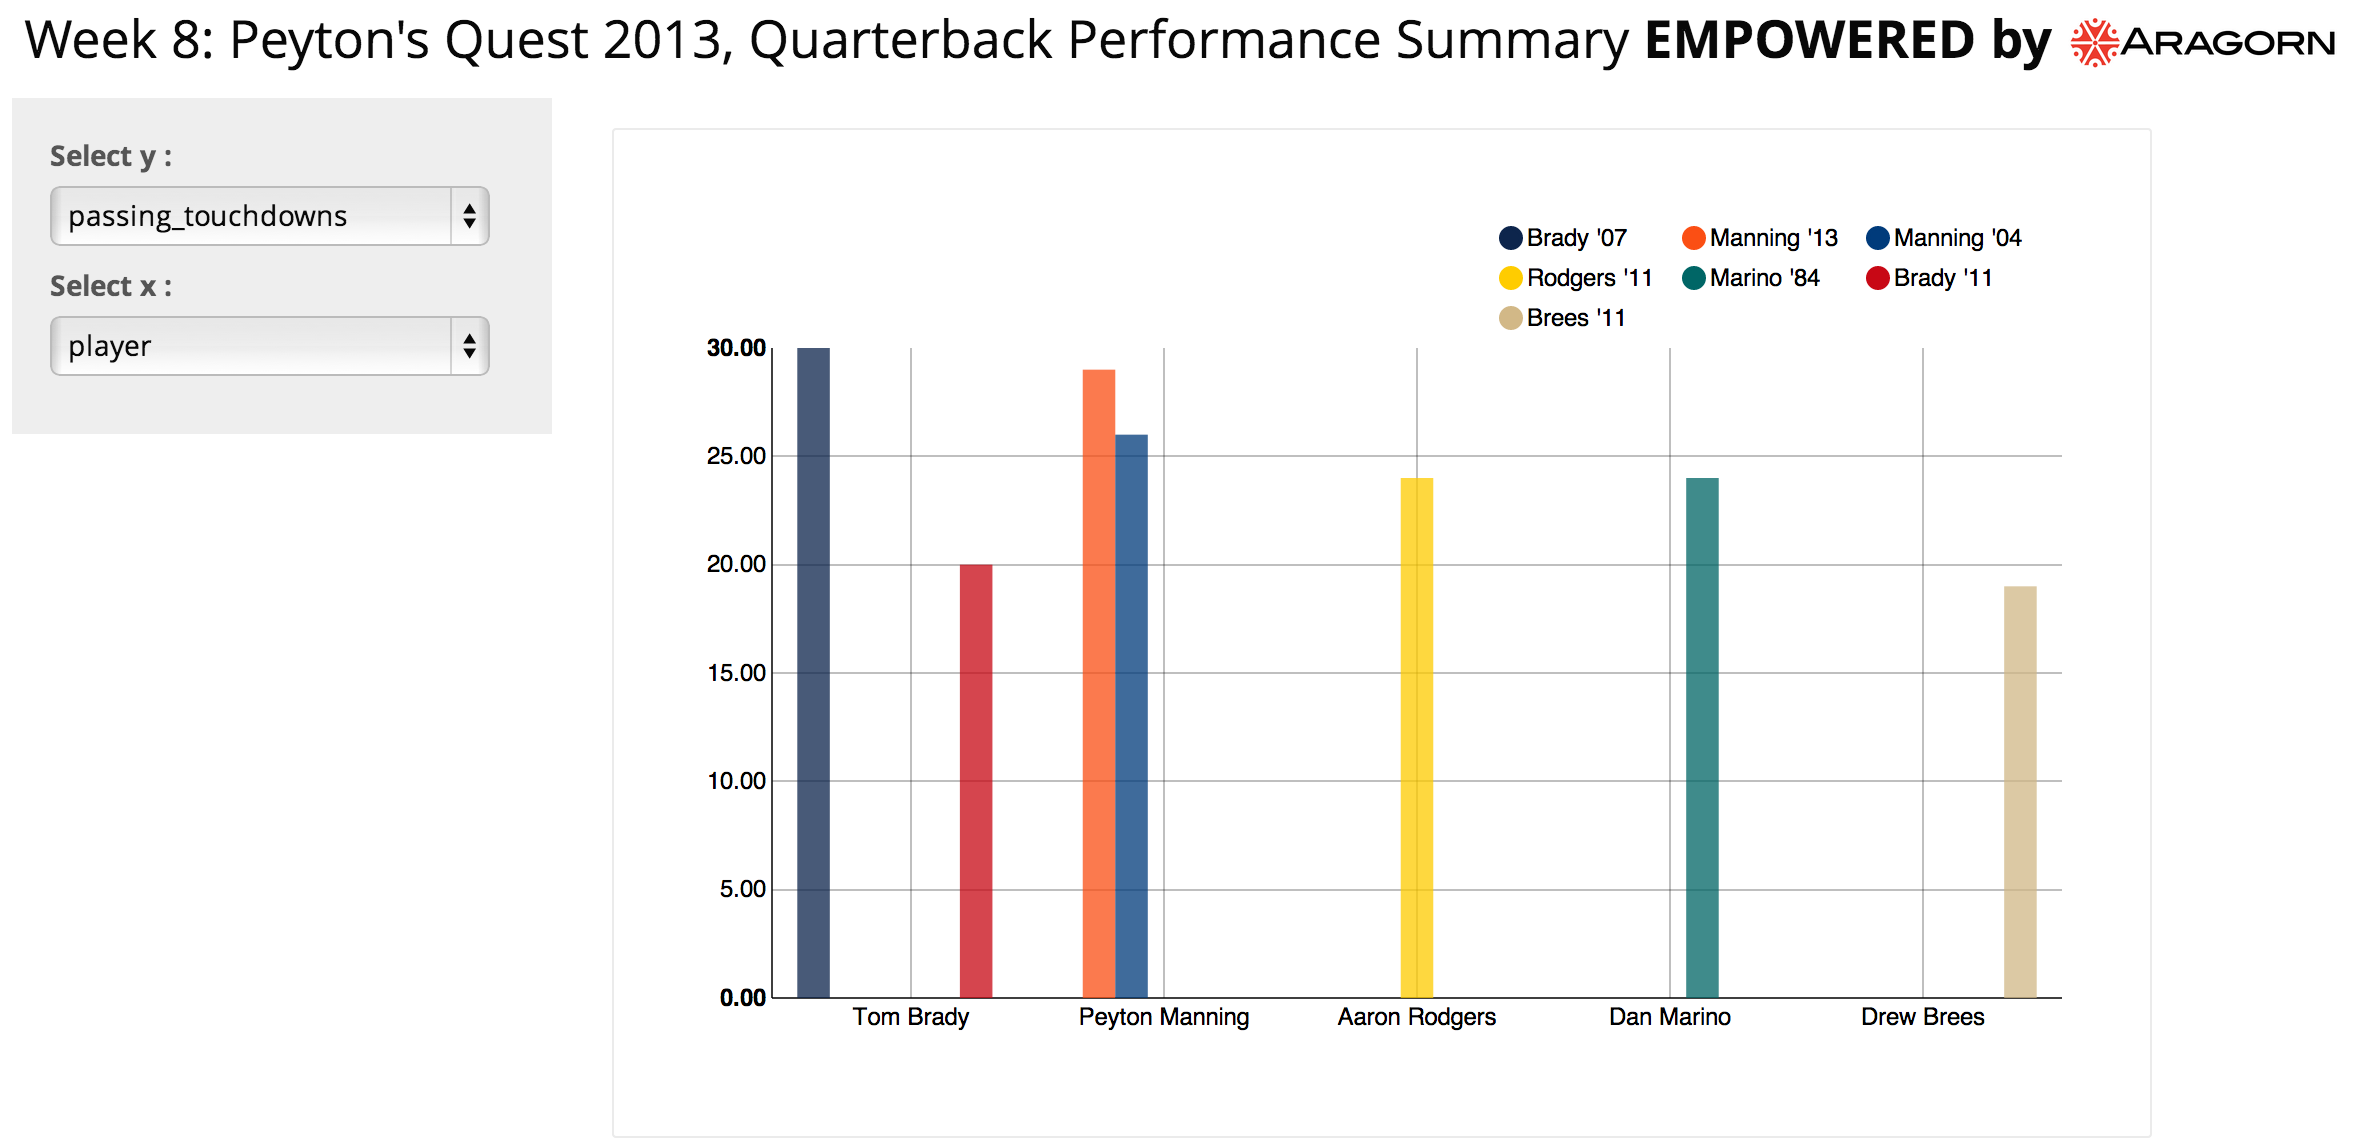 Week 8: Peyton's Quest 2013, Quarterback Performance Summary EMPOWERED by ARAGORN
Select y :
passing_touchdowns
Select x :
player
Brady '07 Manning '13 Manning '04
Rodgers '11 Marino '84 Brady '11
Brees '11
30.00
25.00
20.00
15.00
10.00
5.00
0.00
Tom Brady Peyton Manning Aaron Rodgers Dan Marino Drew Brees